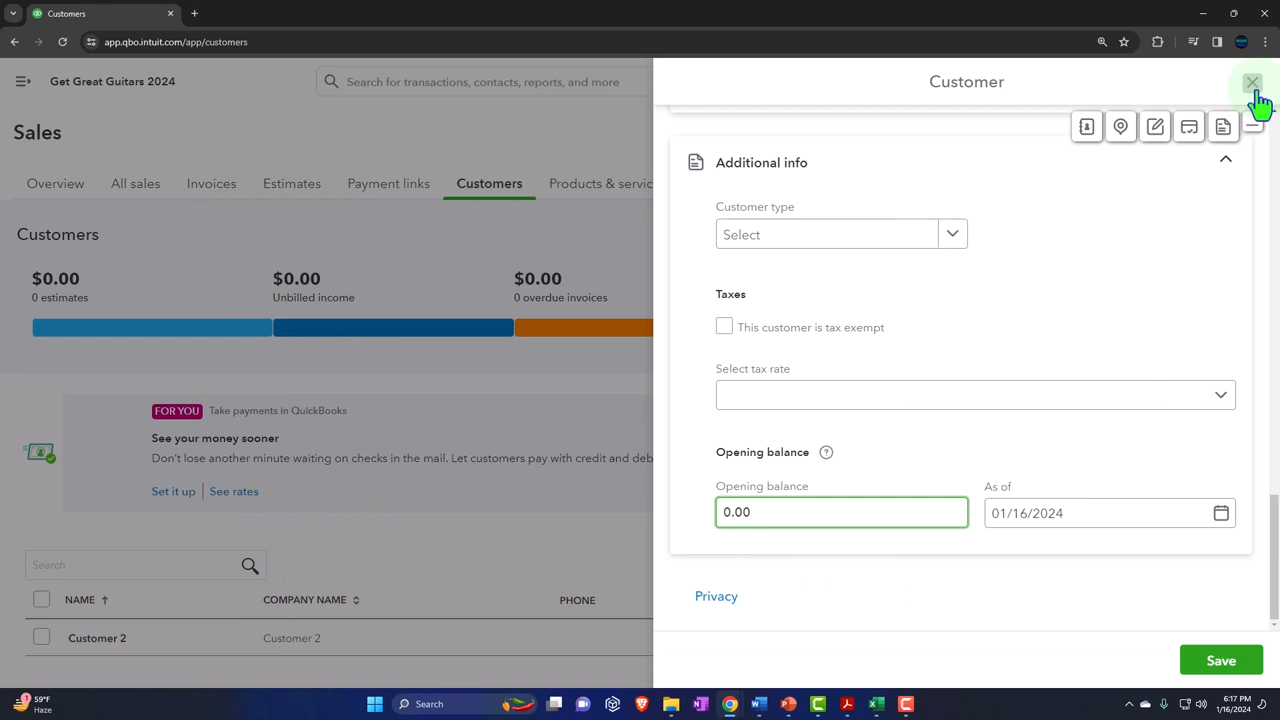 Customers
app.qbo.intuit.com/app/customers
Get Great Guitars 2024
Search for transactions, contacts, reports, and more
Customer
Sales
Overview
All sales
Invoices
Estimates
Payment links
Customers
Products & servic
Customers
$0.00
0 estimates
$0.00
Unbilled income
$0.00
0 overdue invoices
FOR YOU Take payments in QuickBooks
See your money sooner
Don't lose another minute waiting on checks in the mail. Let customers pay with credit and deb
Set it up
See rates
Search
NAME
COMPANY NAME
PHONE
Customer 2
Customer 2
Additional info
Customer type
Select
Taxes
This customer is tax exempt
Select tax rate
Opening balance
Opening balance
As of
0.00
01/16/2024
Privacy
Save
1
59°F
Haze
Search
6:17 PM
1/16/2024